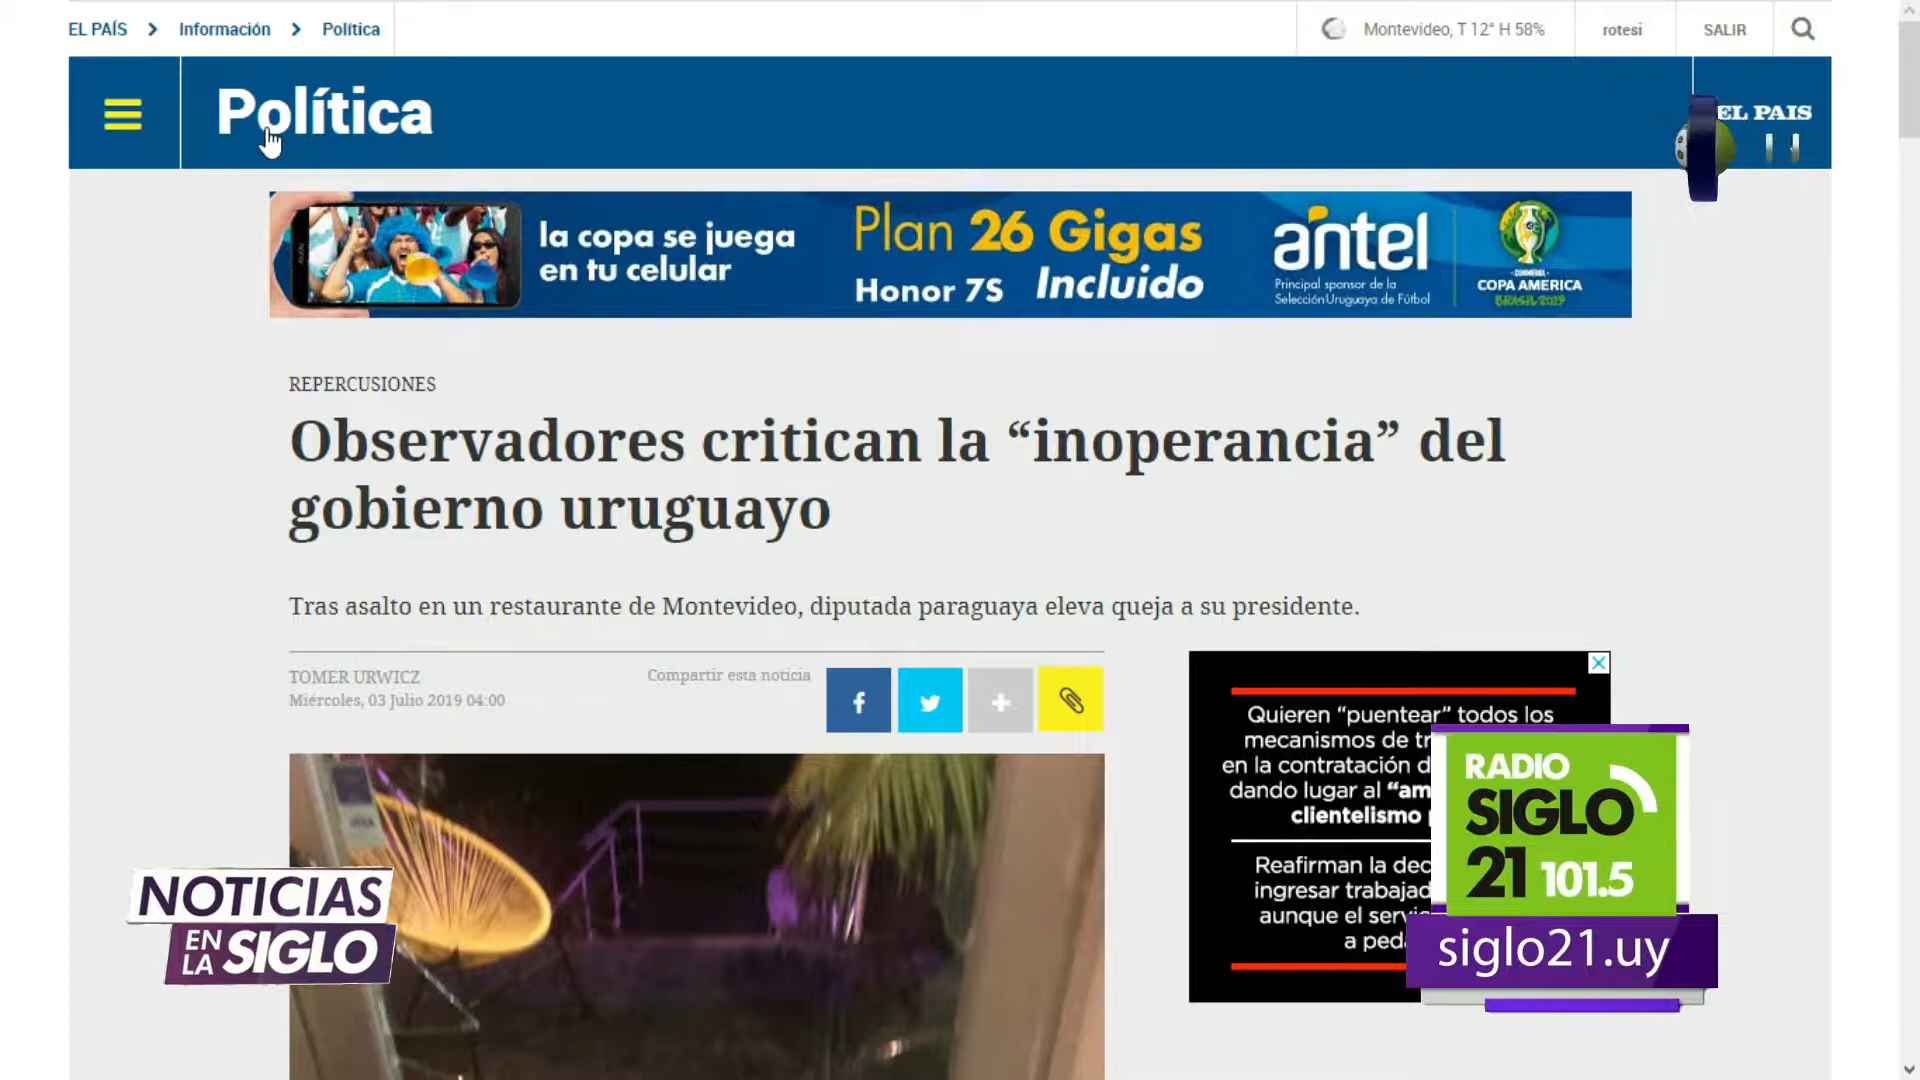 EL PAÍS > Información > Política
Montevideo, T 12° H 58%
rotesi
SALIR
Política
EL PAIS
la copa se juega
en tu celular
Plan 26 Gigas
Honor 7S Incluido
antel
Principal sponsor de la
Selección Uruguaya de Fútbol
CONMEBOL
COPA AMERICA
BRASIL 2019
REPERCUSIONES
Observadores critican la “inoperancia” del
gobierno uruguayo
Tras asalto en un restaurante de Montevideo, diputada paraguaya eleva queja a su presidente.
TOMER URWICZ
Miércoles, 03 Julio 2019 04:00
Compartir esta noticia
Quieren “puentear” todos los
mecanismos de
en la contratación
dando lugar al
clientelismo
Reafirman la
ingresar
aunque el
RADIO
SIGLO
21 101.5
siglo21.uy
NOTICIAS
EN LA SIGLO
VISA